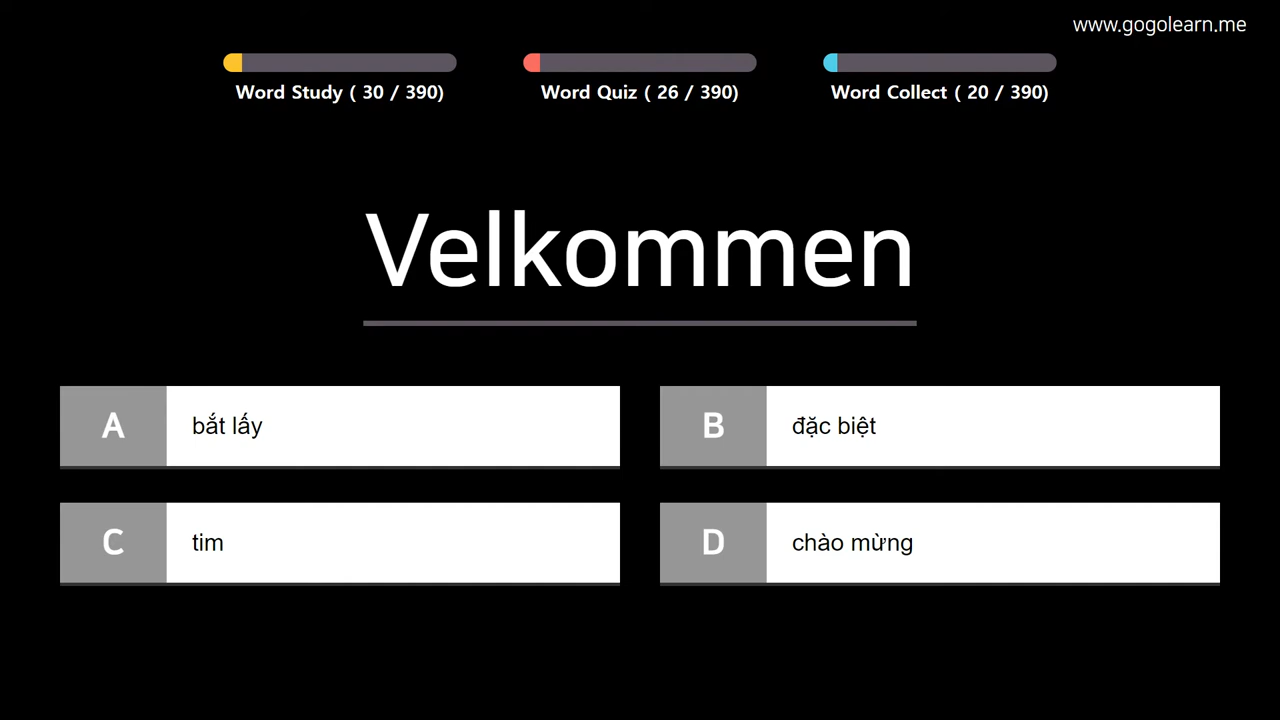 www.gogolearn.me
Word Study ( 30 / 390)
Word Quiz ( 26 / 390)
Word Collect ( 20 / 390)
Velkommen
A bắt lấy
B đặc biệt
C tim
D chào mừng